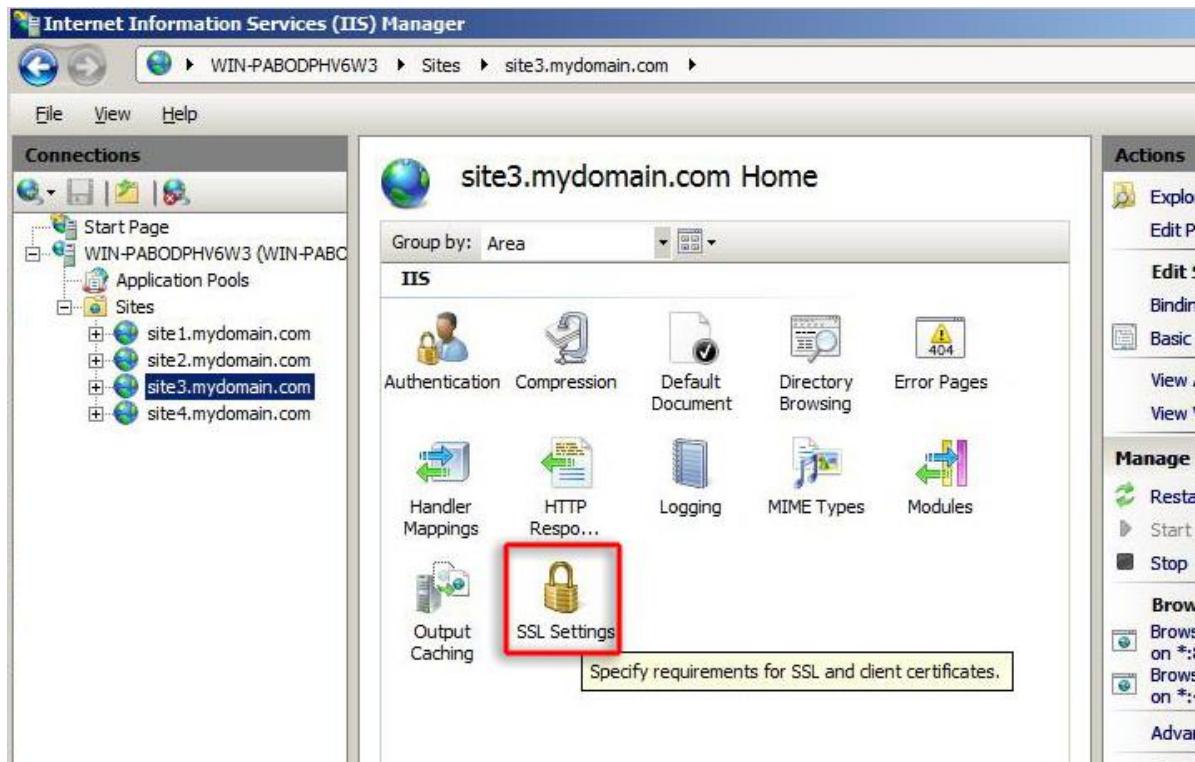 Internet Information Services (IIS) Manager
WIN-PABODPHV6W3 Sites site3.mydomain.com
File View Help
Connections
Start Page
WIN-PABODPHV6W3 (WIN-PABO
Application Pools
Sites
site1.mydomain.com
site2.mydomain.com
site3.mydomain.com
site4.mydomain.com
site3.mydomain.com Home
Group by: Area
IIS
Authentication
Compression
Default
Document
Directory
Browsing
404
Error Pages
Handler
Mappings
HTTP
Respo...
Logging
MIME Types
Modules
Output
Caching
SSL Settings
Specify requirements for SSL and client certificates.
Actions
Explo
Edit P
Edit
Bindin
Basic
View
View
Manage
Resta
Start
Stop
Brow
Brows
on *:
Brows
on *:
Advan